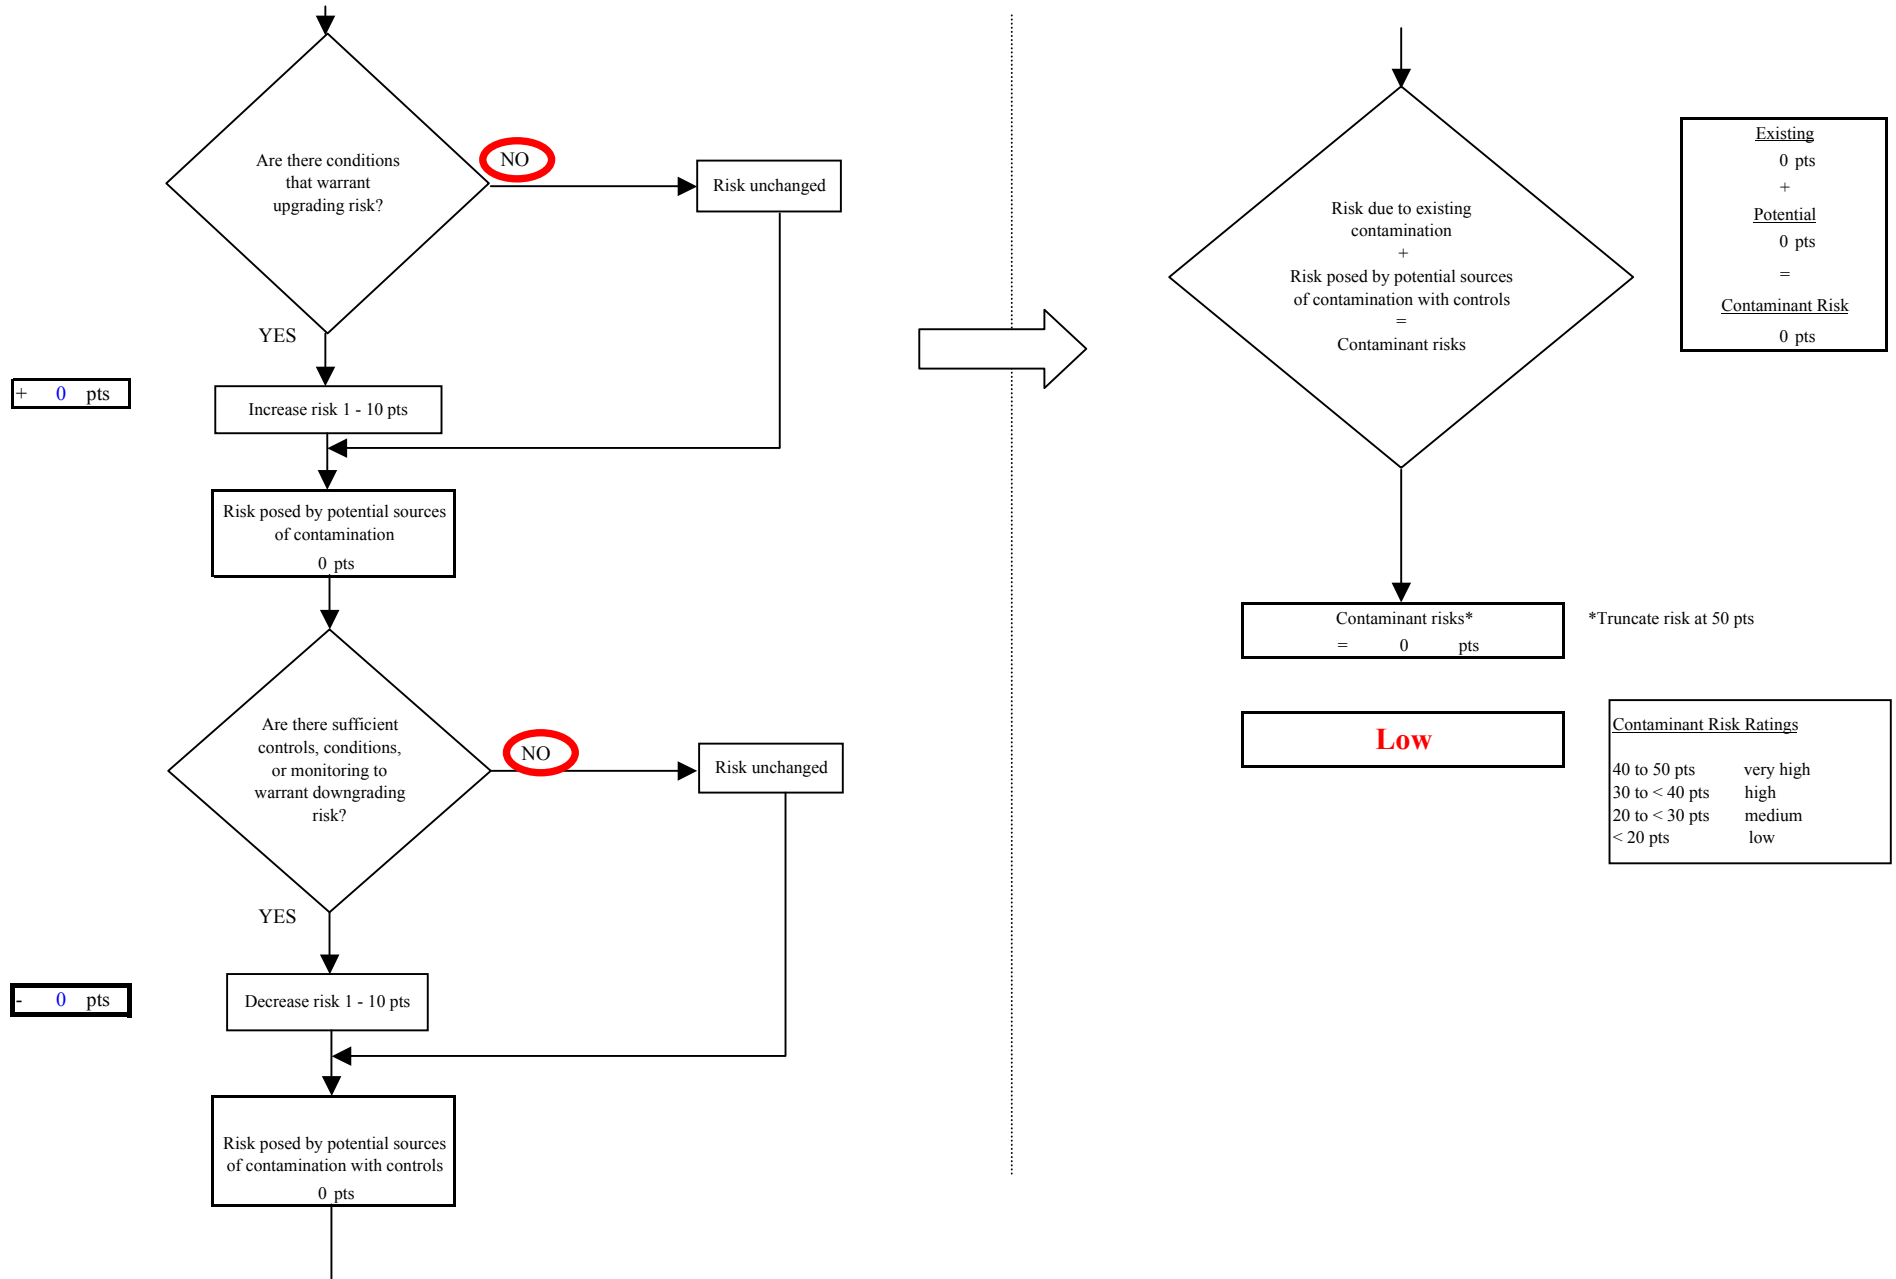 Are there conditions
that warrant
upgrading risk?
NO
Risk unchanged
YES
+ 0 pts
Increase risk 1 - 10 pts
Risk posed by potential sources
of contamination
0 pts
Are there sufficient
controls, conditions,
or monitoring to
warrant downgrading
risk?
NO
Risk unchanged
YES
- 0 pts
Decrease risk 1 - 10 pts
Risk posed by potential sources
of contamination with controls
0 pts
Risk due to existing
contamination
+
Risk posed by potential sources
of contamination with controls
=
Contaminant risks
Existing
0 pts
+
Potential
0 pts
=
Contaminant Risk
0 pts
Contaminant risks*
= 0 pts
*Truncate risk at 50 pts
Low
Contaminant Risk Ratings
40 to 50 pts very high
30 to < 40 pts high
20 to < 30 pts medium
< 20 pts low